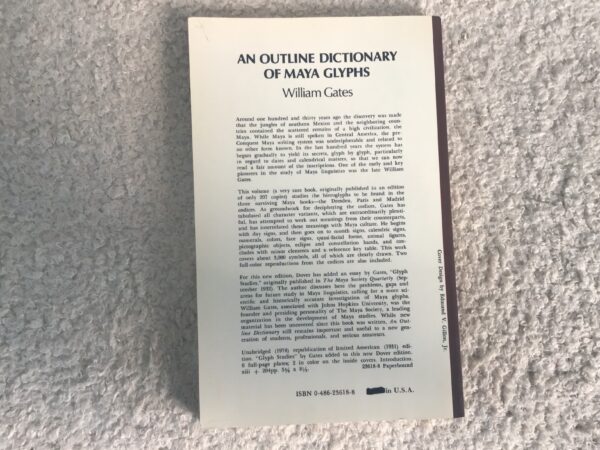 AN OUTLINE DICTIONARY
OF MAYA GLYPHS
William Gates
Around one hundred and thirty years ago the discovery was made
that the jungles of southern Mexico and the neighboring coun-
tries contained the scattered remains of a high civilization, the
Maya. While Maya is still spoken in Central America, the pre-
Conquest Maya writing system was undecipherable and related to
no other form known. In the last hundred years the system has
begun gradually to yield its secrets, glyph by glyph, particularly
in regard to dates and calendrical matters, so that we can now
read a fair amount of the inscriptions. One of the early and key
pioneers in the study of Maya linguistics was the late William
Gates.
This volume (a very rare book, originally published in an edition
of only 207 copies) studies the hieroglyphs to be found in the
three surviving Maya books—the Dresden, Paris and Madrid
codices. As groundwork for deciphering the codices, Gates has
tabulated all character variants, which are extraordinarily plenti-
ful, has attempted to work out meanings from their counterparts,
and has interrelated these meanings with Maya culture. He begins
with day signs, and then goes on to month signs, calendric signs,
numerals, colors, face signs, quasi-facial forms, animal figures,
pictographic objects, eclipse and constellation bands, and con-
cludes with minor elements and a reference key table. This work
covers about 3,000 symbols, all of which are clearly drawn. Two
full-color reproductions from the codices are also included.
For this new edition, Dover has added an essay by Gates, "Glyph
Studies," originally published in The Maya Society Quarterly (Sep-
tember 1932). The author discusses here the problems, gaps and
areas for future study in Maya linguistics, calling for a more sci-
entific and historically accurate investigation of Maya glyphs.
William Gates, associated with Johns Hopkins University, was the
founder and presiding personality of The Maya Society, a leading
organization in the development of Maya studies. While new
material has been uncovered since this book was written, An Out-
line Dictionary still remains important and useful to a new gen-
eration of students, professionals, and serious amateurs.
Unabridged (1978) republication of limited American (1931) edi-
tion. "Glyph Studies" by Gates added to this new Dover edition.
6 full-page plates; 2 in color on the inside covers. Introduction.
xii + 204pp. 5⅜ x 8½. 23618-8 Paperbound
ISBN 0-486-23618-8
in U.S.A.
Cover Design by Edmund V. Gillon, Jr.